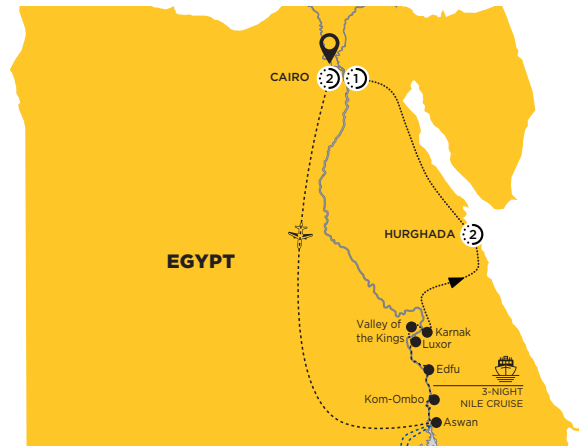 CAIRO
2
1
HURGHADA
2
EGYPT
Valley of
the Kings
Karnak
Luxor
Edfu
3-NIGHT
NILE CRUISE
Kom-Ombo
Aswan